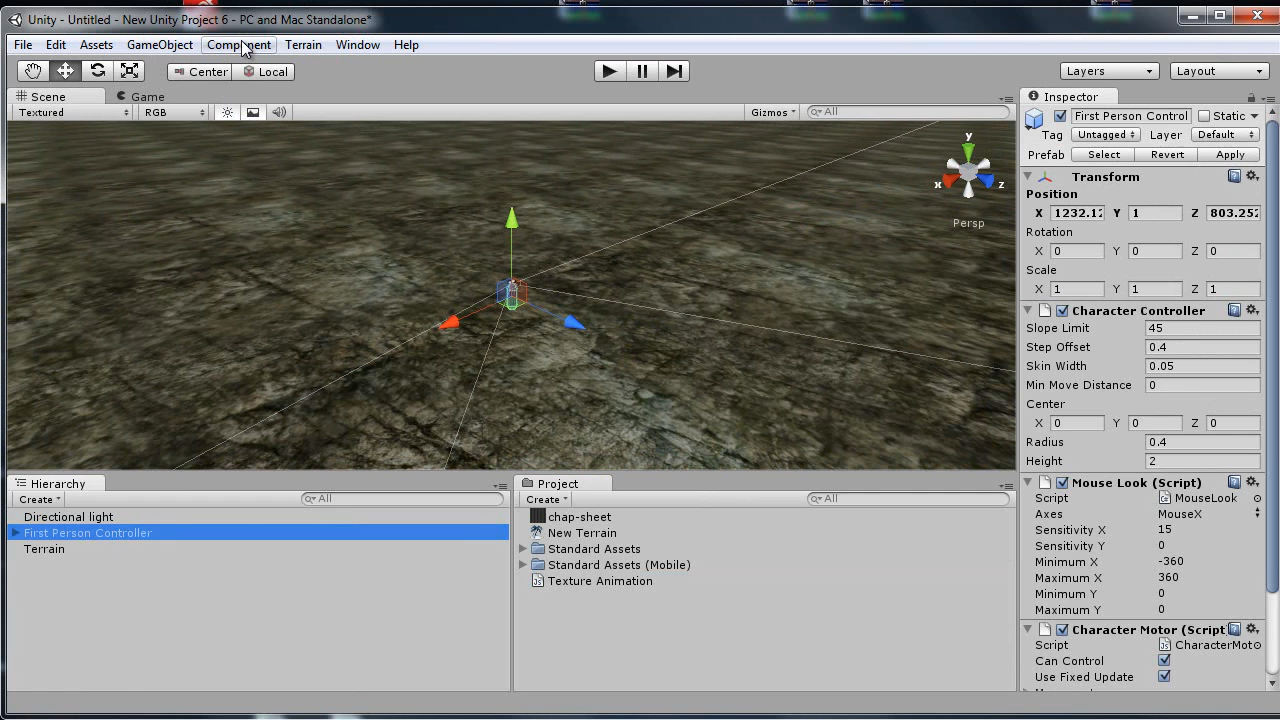 Unity - Untitled - New Unity Project 6 - PC and Mac Standalone*
File Edit Assets GameObject Component Terrain Window Help
Center Local Layers Layout
Scene Game
Textured RGB Gizmos All
y
x z
Persp
Inspector
First Person Control Static
Tag Untagged Layer Default
Prefab Select Revert Apply
Transform
Position
X 1232.12 Y 1 Z 803.252
Rotation
X 0 Y 0 Z 0
Scale
X 1 Y 1 Z 1
Character Controller
Slope Limit 45
Step Offset 0.4
Skin Width 0.05
Min Move Distance 0
Center
X 0 Y 0 Z 0
Radius 0.4
Height 2
Mouse Look (Script)
Script MouseLook
Axes MouseX
Sensitivity X 15
Sensitivity Y 0
Minimum X -360
Maximum X 360
Minimum Y 0
Maximum Y 0
Character Motor (Script
Script CharacterMot
Can Control
Use Fixed Update
Hierarchy
Create All
Directional light
First Person Controller
Terrain
Project
Create All
chap-sheet
New Terrain
Standard Assets
Standard Assets (Mobile)
Texture Animation